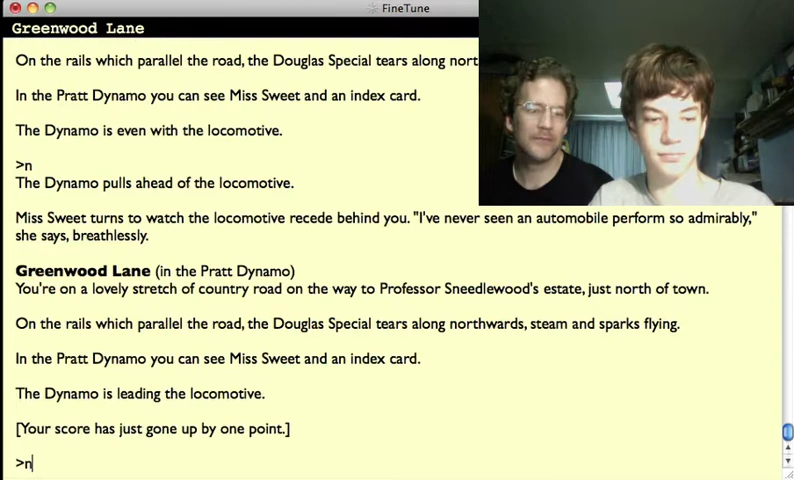 FineTune
Greenwood Lane
On the rails which parallel the road, the Douglas Special tears along nort
In the Pratt Dynamo you can see Miss Sweet and an index card.
The Dynamo is even with the locomotive.
>n
The Dynamo pulls ahead of the locomotive.
Miss Sweet turns to watch the locomotive recede behind you. "I've never seen an automobile perform so admirably,"
she says, breathlessly.
Greenwood Lane (in the Pratt Dynamo)
You're on a lovely stretch of country road on the way to Professor Sneedlewood's estate, just north of town.
On the rails which parallel the road, the Douglas Special tears along northwards, steam and sparks flying.
In the Pratt Dynamo you can see Miss Sweet and an index card.
The Dynamo is leading the locomotive.
[Your score has just gone up by one point.]
>n